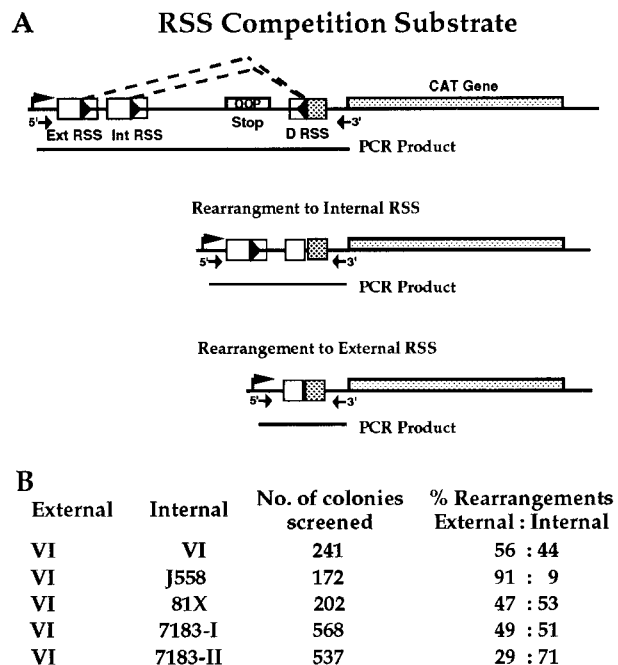 A RSS Competition Substrate
CAT Gene
OOP
5' Ext RSS Int RSS Stop D RSS 3'
PCR Product
Rearrangment to Internal RSS
5' 3'
PCR Product
Rearrangement to External RSS
5' 3'
PCR Product
B
External Internal No. of colonies screened % Rearrangements External : Internal
VI VI 241 56 : 44
VI J558 172 91 : 9
VI 81X 202 47 : 53
VI 7183-I 568 49 : 51
VI 7183-II 537 29 : 71